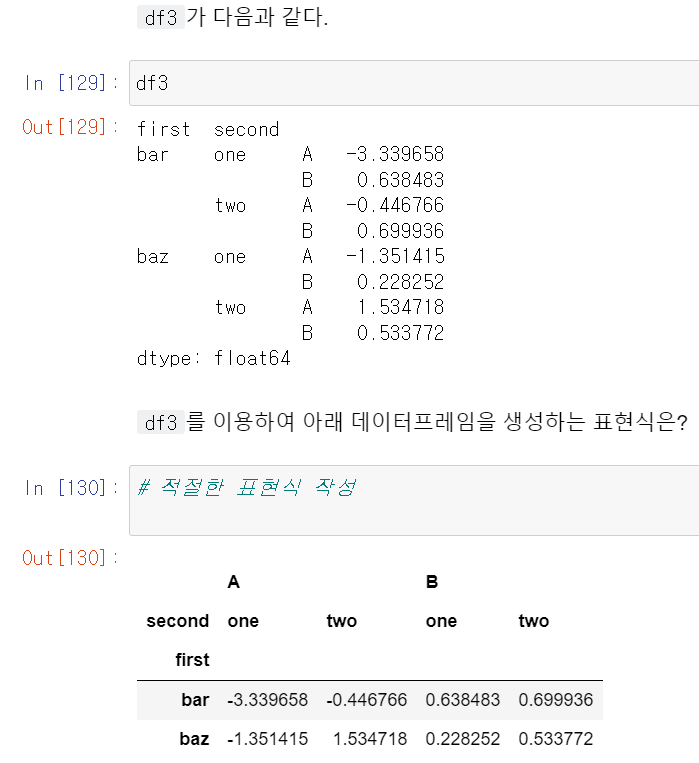 df3 가 다음과 같다.
In [129]: df3
Out[129]: first second
bar one A -3.339658
B 0.638483
two A -0.446766
B 0.699936
baz one A -1.351415
B 0.228252
two A 1.534718
B 0.533772
dtype: float64
df3 를 이용하여 아래 데이터프레임을 생성하는 표현식은?
In [130]: # 적절한 표현식 작성
Out[130]:
A B
second one two one two
first
bar -3.339658 -0.446766 0.638483 0.699936
baz -1.351415 1.534718 0.228252 0.533772